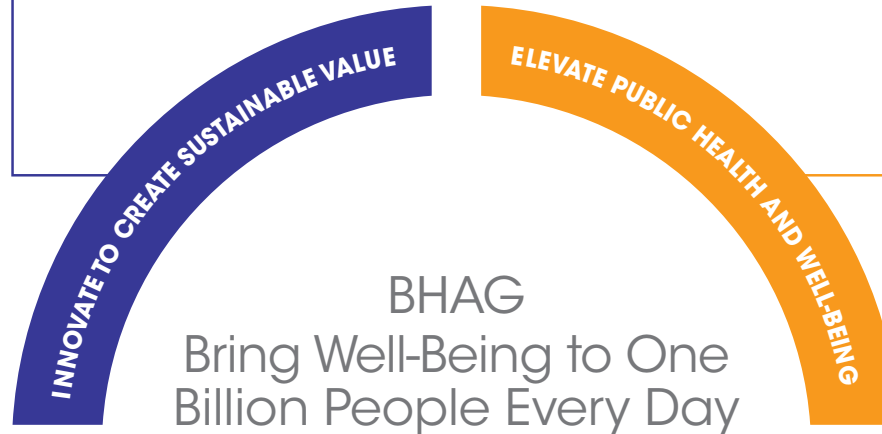 INNOVATE TO CREATE SUSTAINABLE VALUE
ELEVATE PUBLIC HEALTH AND WELL-BEING
BHAG
Bring Well-Being to One
Billion People Every Day